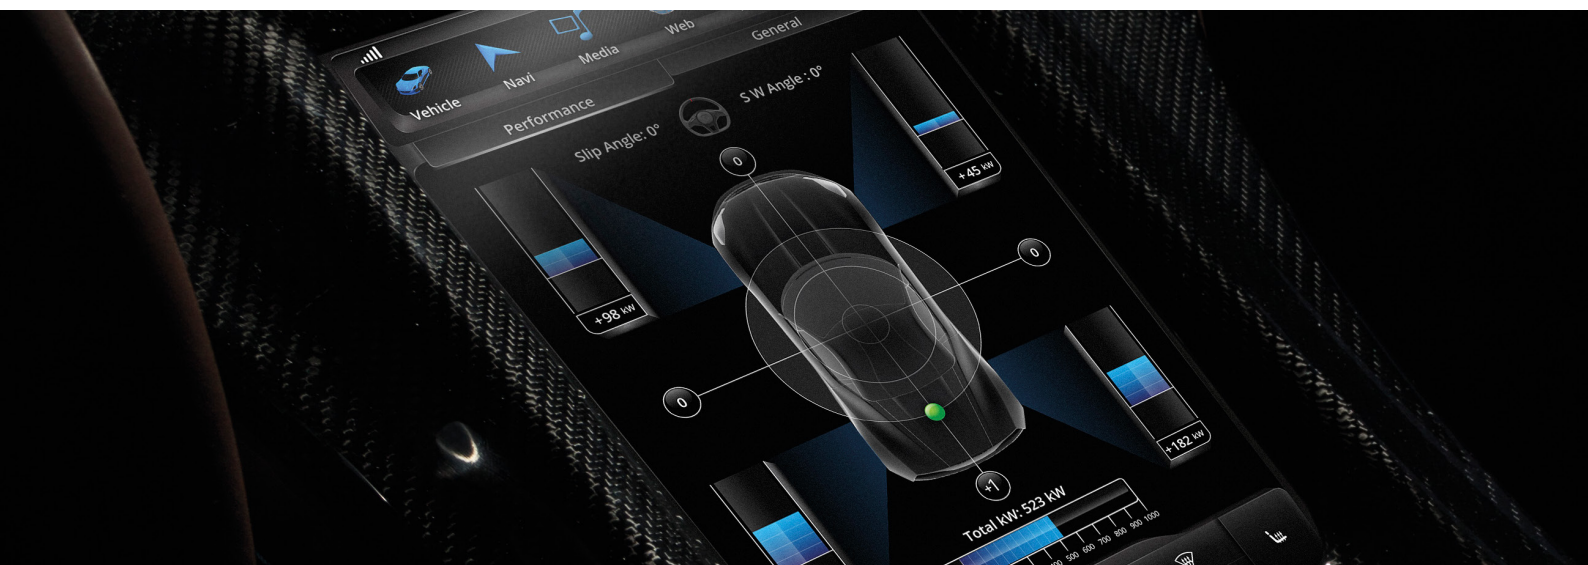 Vehicle
Navi
Media
Web
Performance
General
Slip Angle: 0°
S W Angle : 0°
0
+45 kW
+98 kW
0
0
+182 kW
+1
Total kW: 523 kW
500 600 700 800 900 1000